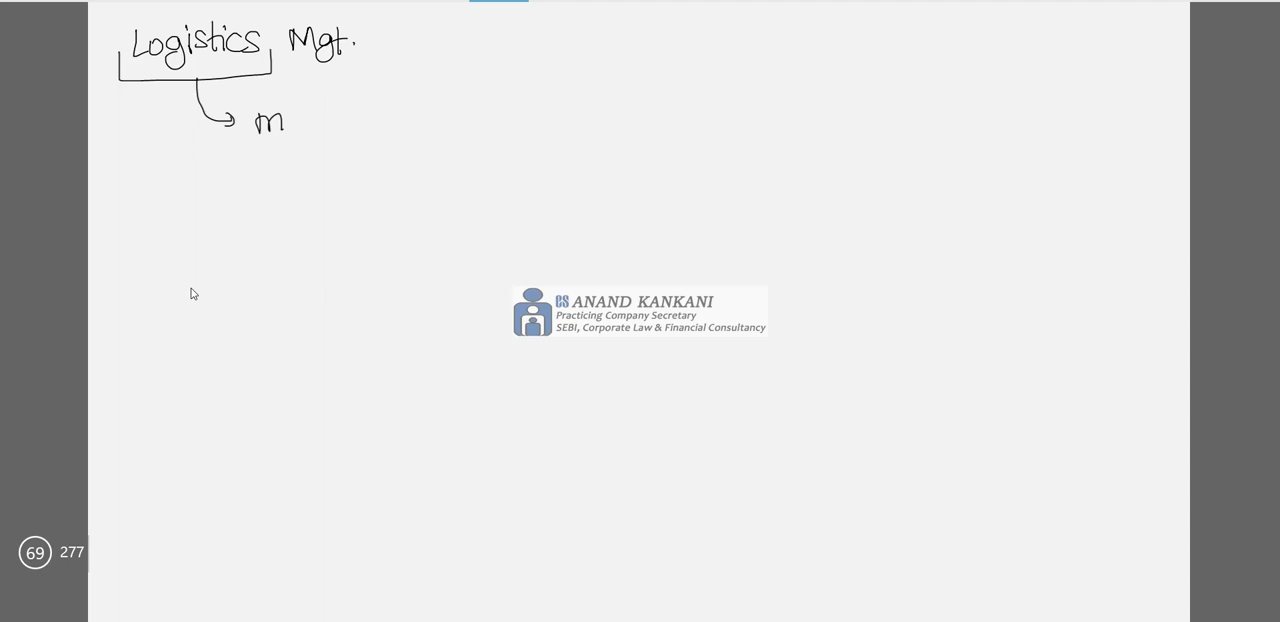 Logistics Mgt.
m
CS ANAND KANKANI
Practicing Company Secretary
SEBI, Corporate Law & Financial Consultancy
69 277